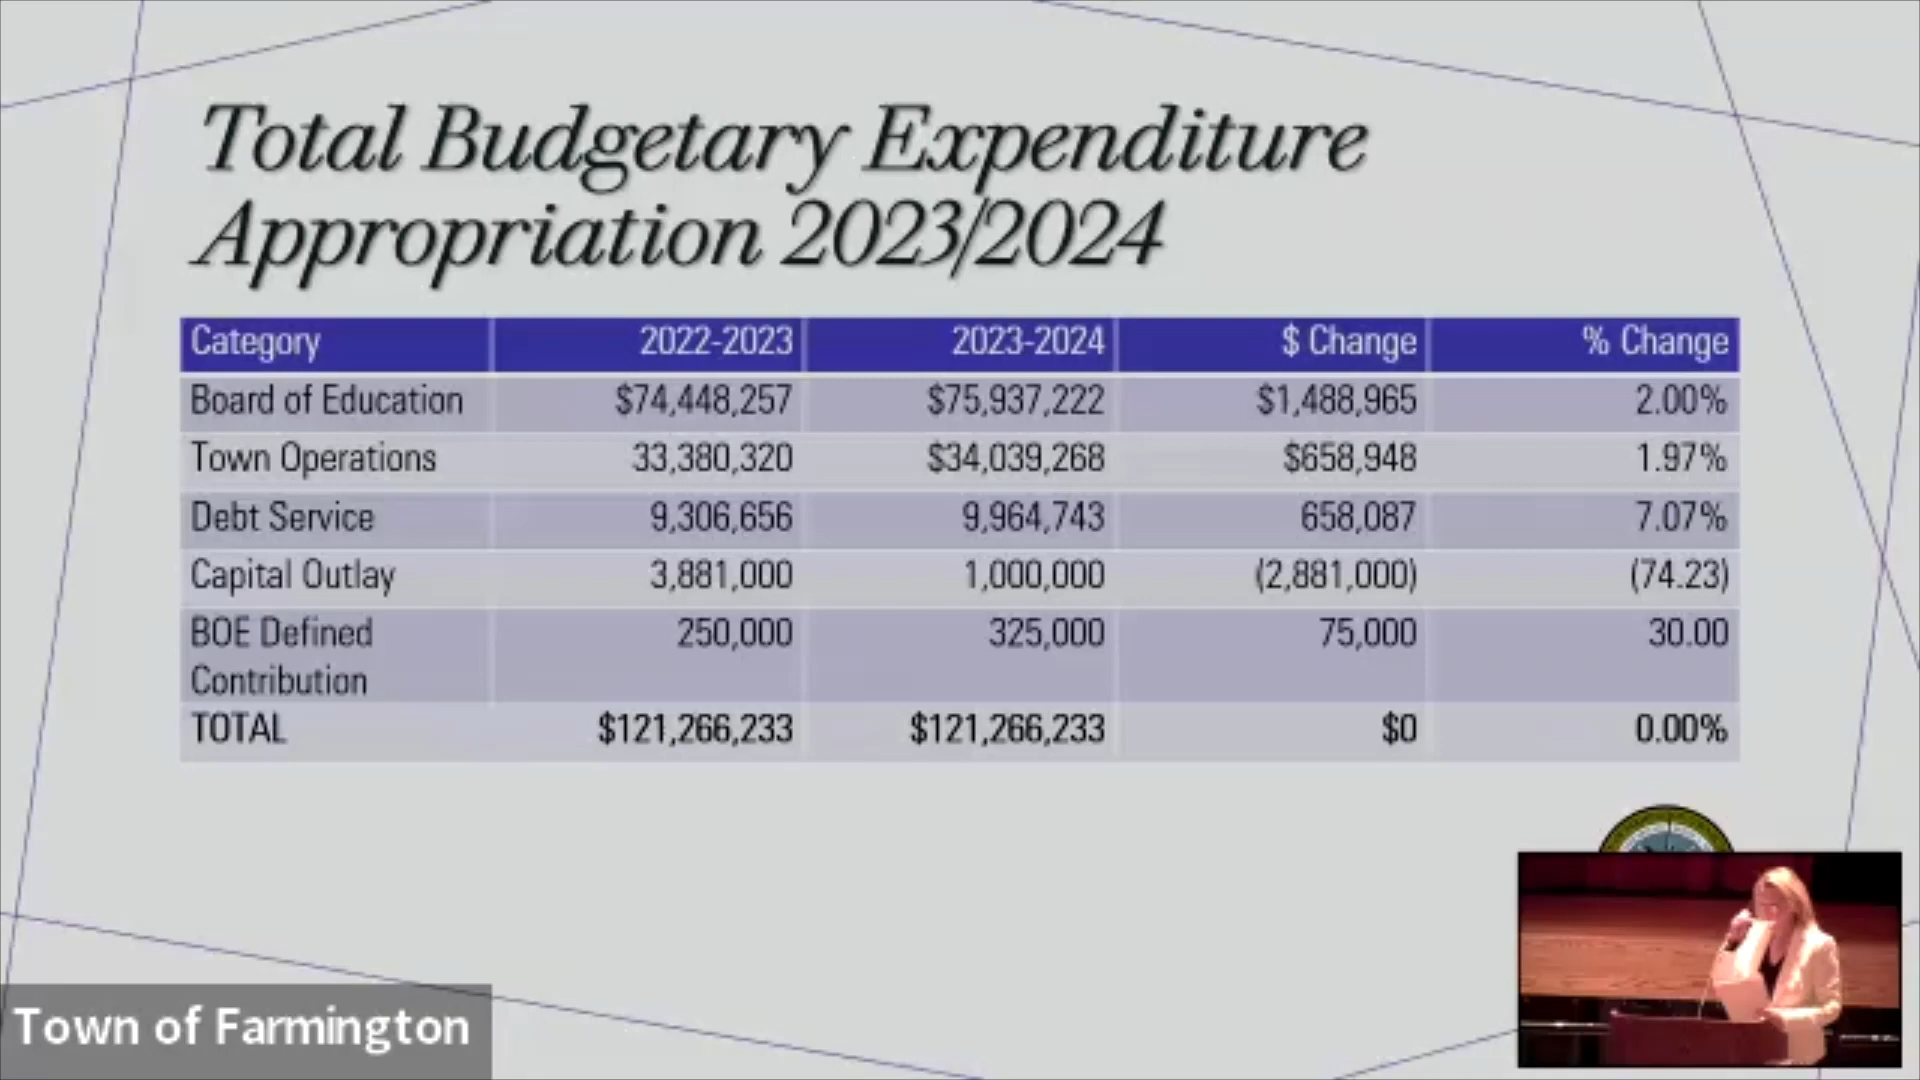 Total Budgetary Expenditure
Appropriation 2023/2024
Category 2022-2023 2023-2024 $ Change % Change
Board of Education $74,448,257 $75,937,222 $1,488,965 2.00%
Town Operations 33,380,320 $34,039,268 $658,948 1.97%
Debt Service 9,306,656 9,964,743 658,087 7.07%
Capital Outlay 3,881,000 1,000,000 (2,881,000) (74.23)
BOE Defined 250,000 325,000 75,000 30.00
Contribution
TOTAL $121,266,233 $121,266,233 $0 0.00%
Town of Farmington